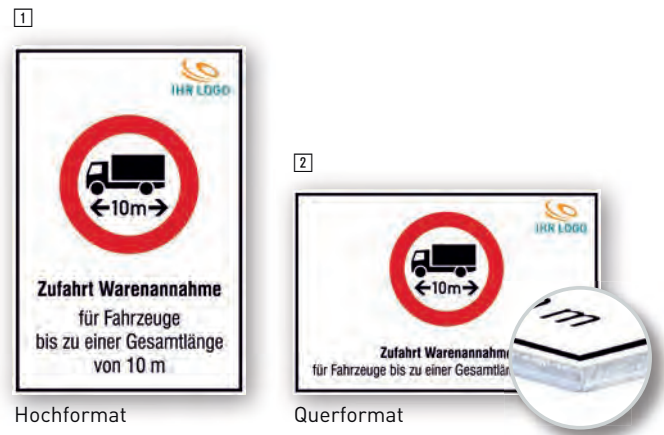 1
IHR LOGO
←10m→
Zufahrt Warenannahme
für Fahrzeuge
bis zu einer Gesamtlänge
von 10 m
Hochformat
2
IHR LOGO
←10m→
Zufahrt Warenannahm
für Fahrzeuge bis zu einer Gesamtlän
m
Querformat